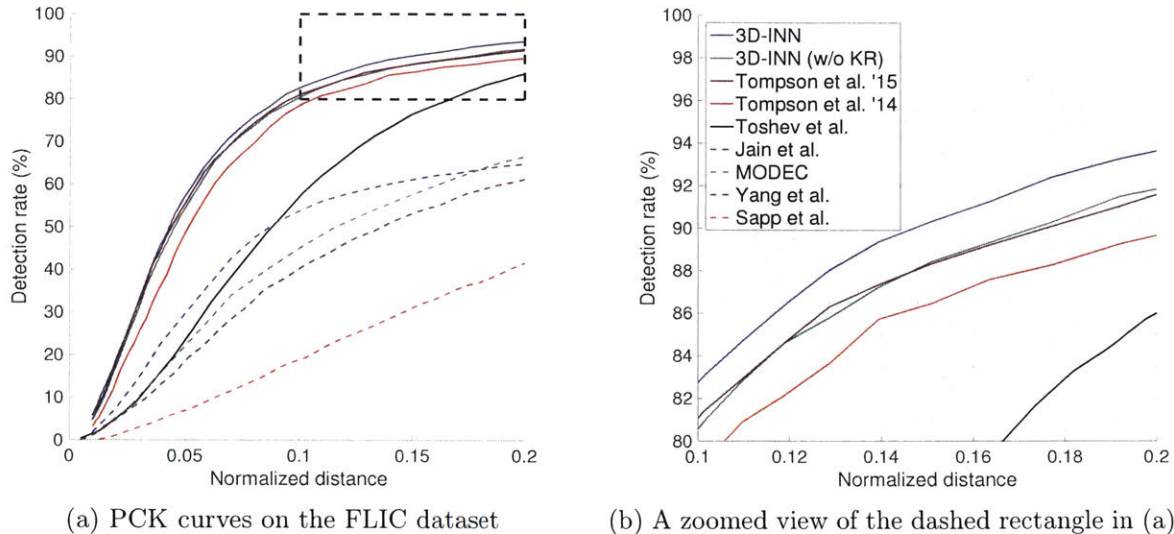 100
90
80
70
60
50
40
30
20
10
0
Detection rate (%)
0
0.05
0.1
0.15
0.2
Normalized distance
(a) PCK curves on the FLIC dataset
100
98
96
94
92
90
88
86
84
82
80
Detection rate (%)
3D-INN
3D-INN (w/o KR)
Tompson et al. '15
Tompson et al. '14
Toshev et al.
Jain et al.
MODEC
Yang et al.
Sapp et al.
0.1
0.12
0.14
0.16
0.18
0.2
Normalized distance
(b) A zoomed view of the dashed rectangle in (a)